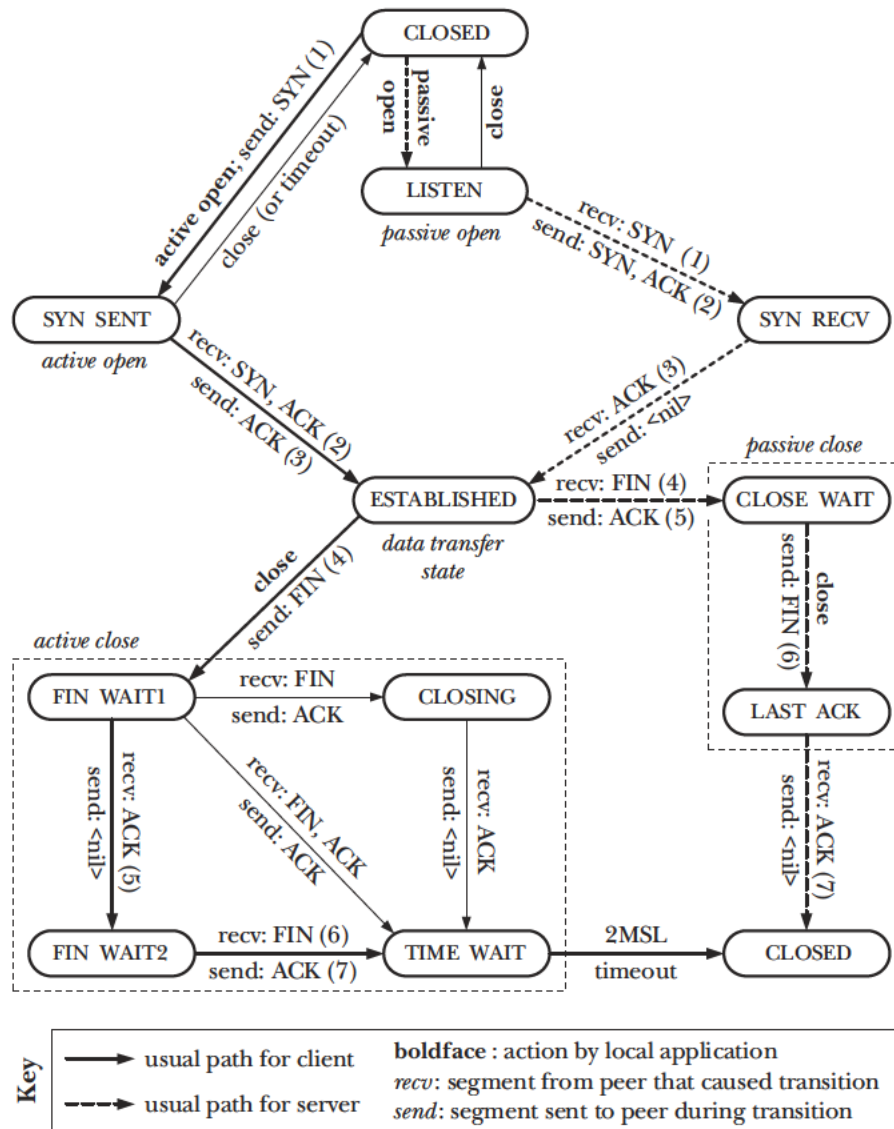 CLOSED
active open; send: SYN (1)
close (or timeout)
passive
open
close
LISTEN
passive open
recv: SYN (1)
send: SYN, ACK (2)
SYN SENT
active open
SYN RECV
recv: SYN, ACK (2)
send: ACK (3)
recv: ACK (3)
send: <nil>
passive close
ESTABLISHED
data transfer
state
recv: FIN (4)
send: ACK (5)
CLOSE WAIT
close
send: FIN (4)
close
send: FIN (6)
active close
FIN WAIT1
recv: FIN
send: ACK
CLOSING
LAST ACK
recv: ACK (5)
send: <nil>
recv: FIN, ACK
send: ACK
recv: ACK
send: <nil>
recv: ACK (7)
send: <nil>
FIN WAIT2
recv: FIN (6)
send: ACK (7)
TIME WAIT
2MSL
timeout
CLOSED
Key
usual path for client
usual path for server
boldface : action by local application
recv: segment from peer that caused transition
send: segment sent to peer during transition